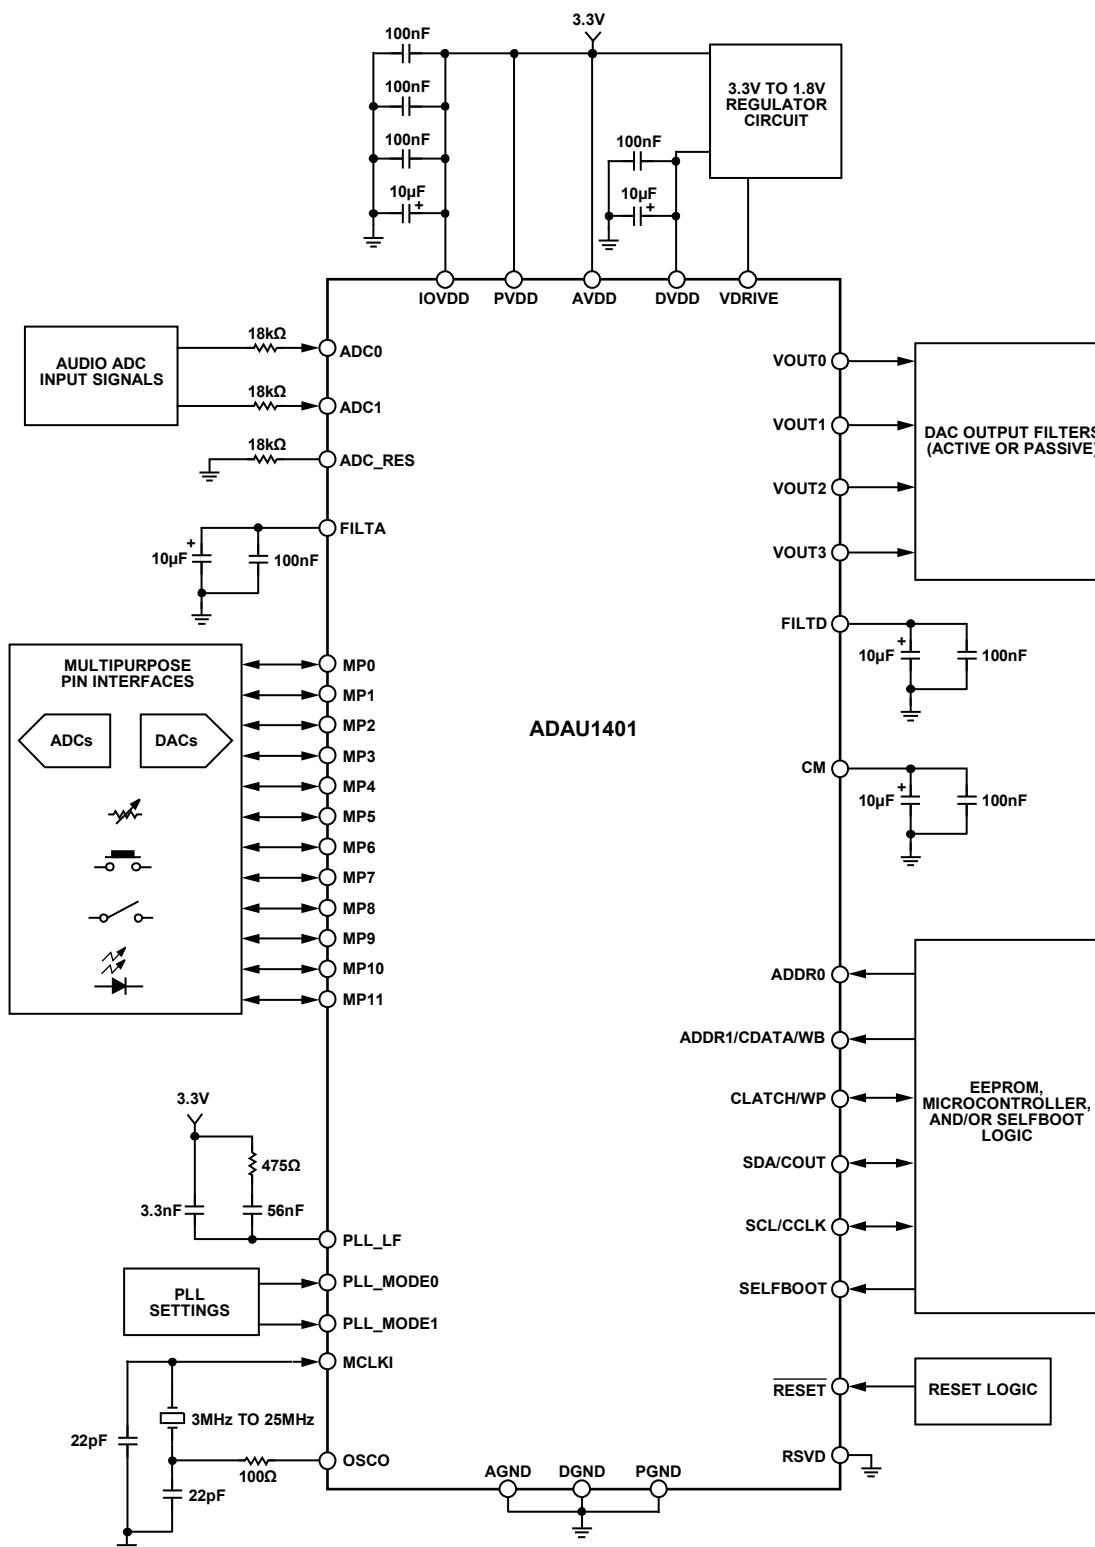 3.3V
100nF
100nF
100nF
10µF
+
3.3V TO 1.8V
REGULATOR
CIRCUIT
100nF
10µF
+
IOVDD
PVDD
AVDD
DVDD
VDRIVE
AUDIO ADC
INPUT SIGNALS
18kΩ
18kΩ
18kΩ
ADC0
ADC1
ADC_RES
FILTA
+
10µF
100nF
MULTIPURPOSE
PIN INTERFACES
ADCs
DACs
MP0
MP1
MP2
MP3
MP4
MP5
MP6
MP7
MP8
MP9
MP10
MP11
3.3V
475Ω
3.3nF
56nF
PLL_LF
PLL
SETTINGS
PLL_MODE0
PLL_MODE1
MCLKI
3MHz TO 25MHz
22pF
100Ω
22pF
OSCO
ADAU1401
AGND
DGND
PGND
VOUT0
VOUT1
VOUT2
VOUT3
DAC OUTPUT FILTERS
(ACTIVE OR PASSIVE)
FILTD
+
10µF
100nF
CM
+
10µF
100nF
ADDR0
ADDR1/CDATA/WB
CLATCH/WP
SDA/COUT
SCL/CCLK
SELFBOOT
EEPROM,
MICROCONTROLLER,
AND/OR SELFBOOT
LOGIC
RESET
RESET LOGIC
RSVD